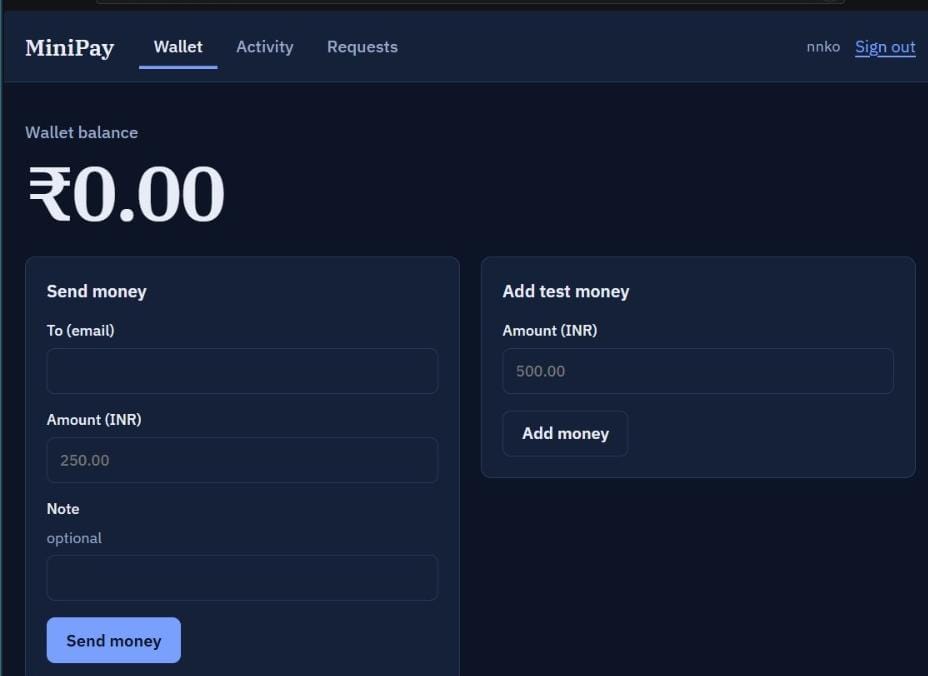 MiniPay Wallet Activity Requests nnko Sign out
Wallet balance
₹0.00
Send money
To (email)
Amount (INR)
250.00
Note
optional
Send money
Add test money
Amount (INR)
500.00
Add money